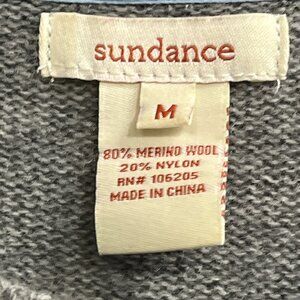 sundance
M
80% MERINO WOOL
20% NYLON
RN# 106205
MADE IN CHINA